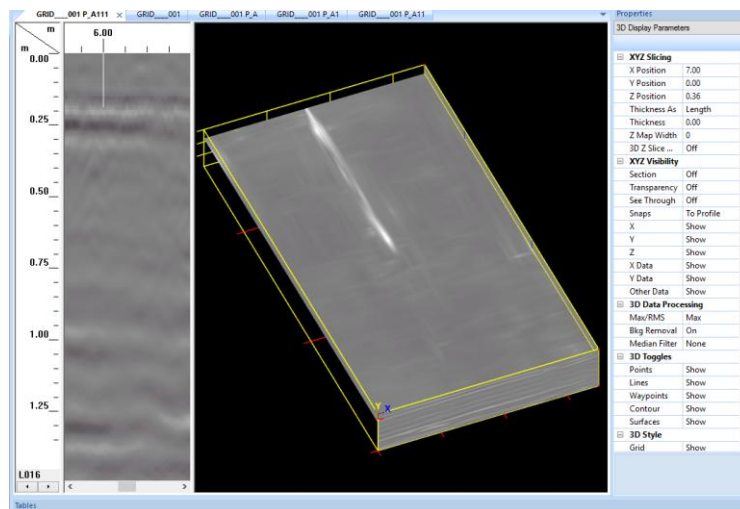 GRID___001 P_A111 × GRID___001 GRID___001 P_A GRID___001 P_A1 GRID___001 P_A11
m
m
6.00
0.00
0.25
0.50
0.75
1.00
1.25
L016
Y X
Properties
3D Display Parameters
XYZ Slicing
X Position 7.00
Y Position 0.00
Z Position 0.36
Thickness As Length
Thickness 0.00
Z Map Width 0
3D Z Slice ... Off
XYZ Visibility
Section Off
Transparency Off
See Through Off
Snaps To Profile
X Show
Y Show
Z Show
X Data Show
Y Data Show
Other Data Show
3D Data Processing
Max/RMS Max
Bkg Removal On
Median Filter None
3D Toggles
Points Show
Lines Show
Waypoints Show
Contour Show
Surfaces Show
3D Style
Grid Show
Tables